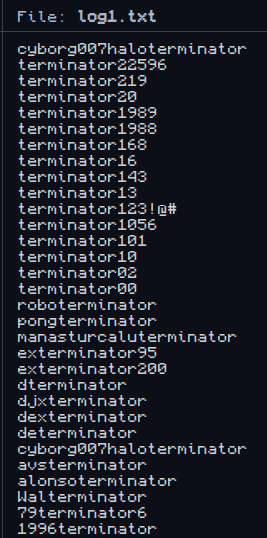 File: log1.txt
cyborg007haloterminator
terminator22596
terminator219
terminator20
terminator1989
terminator1988
terminator168
terminator16
terminator143
terminator13
terminator123!@#
terminator1056
terminator101
terminator10
terminator02
terminator00
roboterminator
pongterminator
manasturcaluterminator
exterminator95
exterminator200
dterminator
djxterminator
dexterminator
determinator
cyborg007haloterminator
avsterminator
alonsoterminator
Walterminator
79terminator6
1996terminator